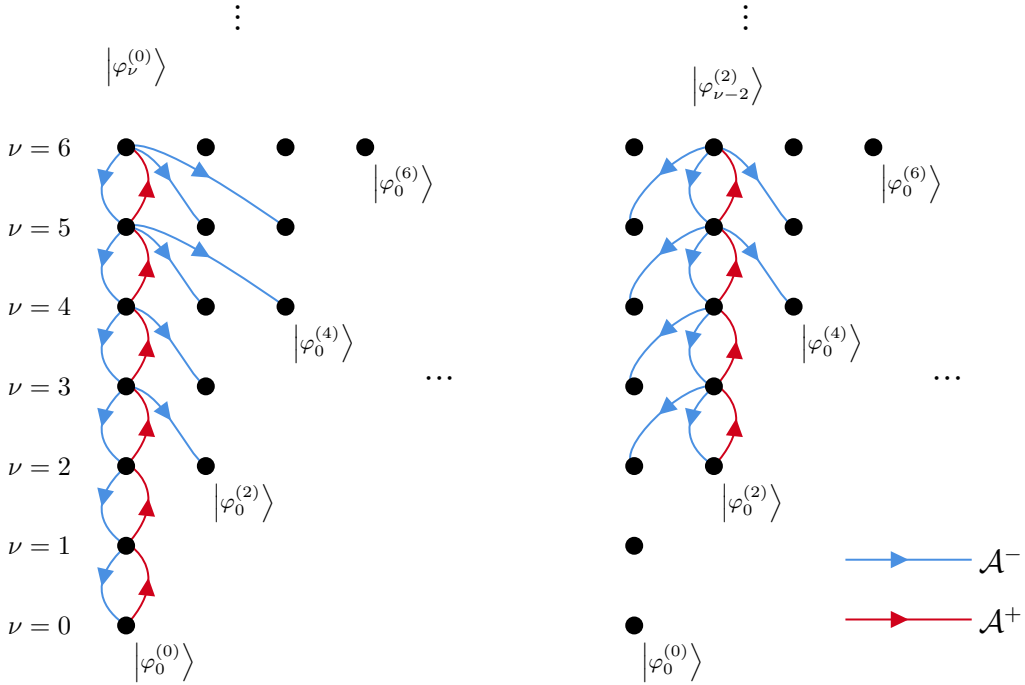 ⋮ ⋮
|φ_ν^(0)⟩
|φ_{ν−2}^(2)⟩
ν = 6
|φ_0^(6)⟩ |φ_0^(6)⟩
ν = 5
ν = 4
|φ_0^(4)⟩ |φ_0^(4)⟩
ν = 3
... ...
ν = 2
|φ_0^(2)⟩ |φ_0^(2)⟩
ν = 1
𝒜⁻
ν = 0
𝒜⁺
|φ_0^(0)⟩ |φ_0^(0)⟩